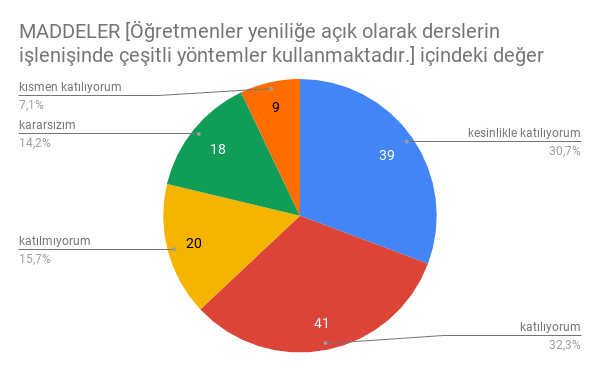 MADDELER [Öğretmenler yeniliğe açık olarak derslerin
işlenişinde çeşitli yöntemler kullanmaktadır.] içindeki değer
kısmen katılıyorum
7,1%
9
kararsızım
14,2%
18
kesinlikle katılıyorum
30,7%
39
katılmıyorum
15,7%
20
katılıyorum
32,3%
41